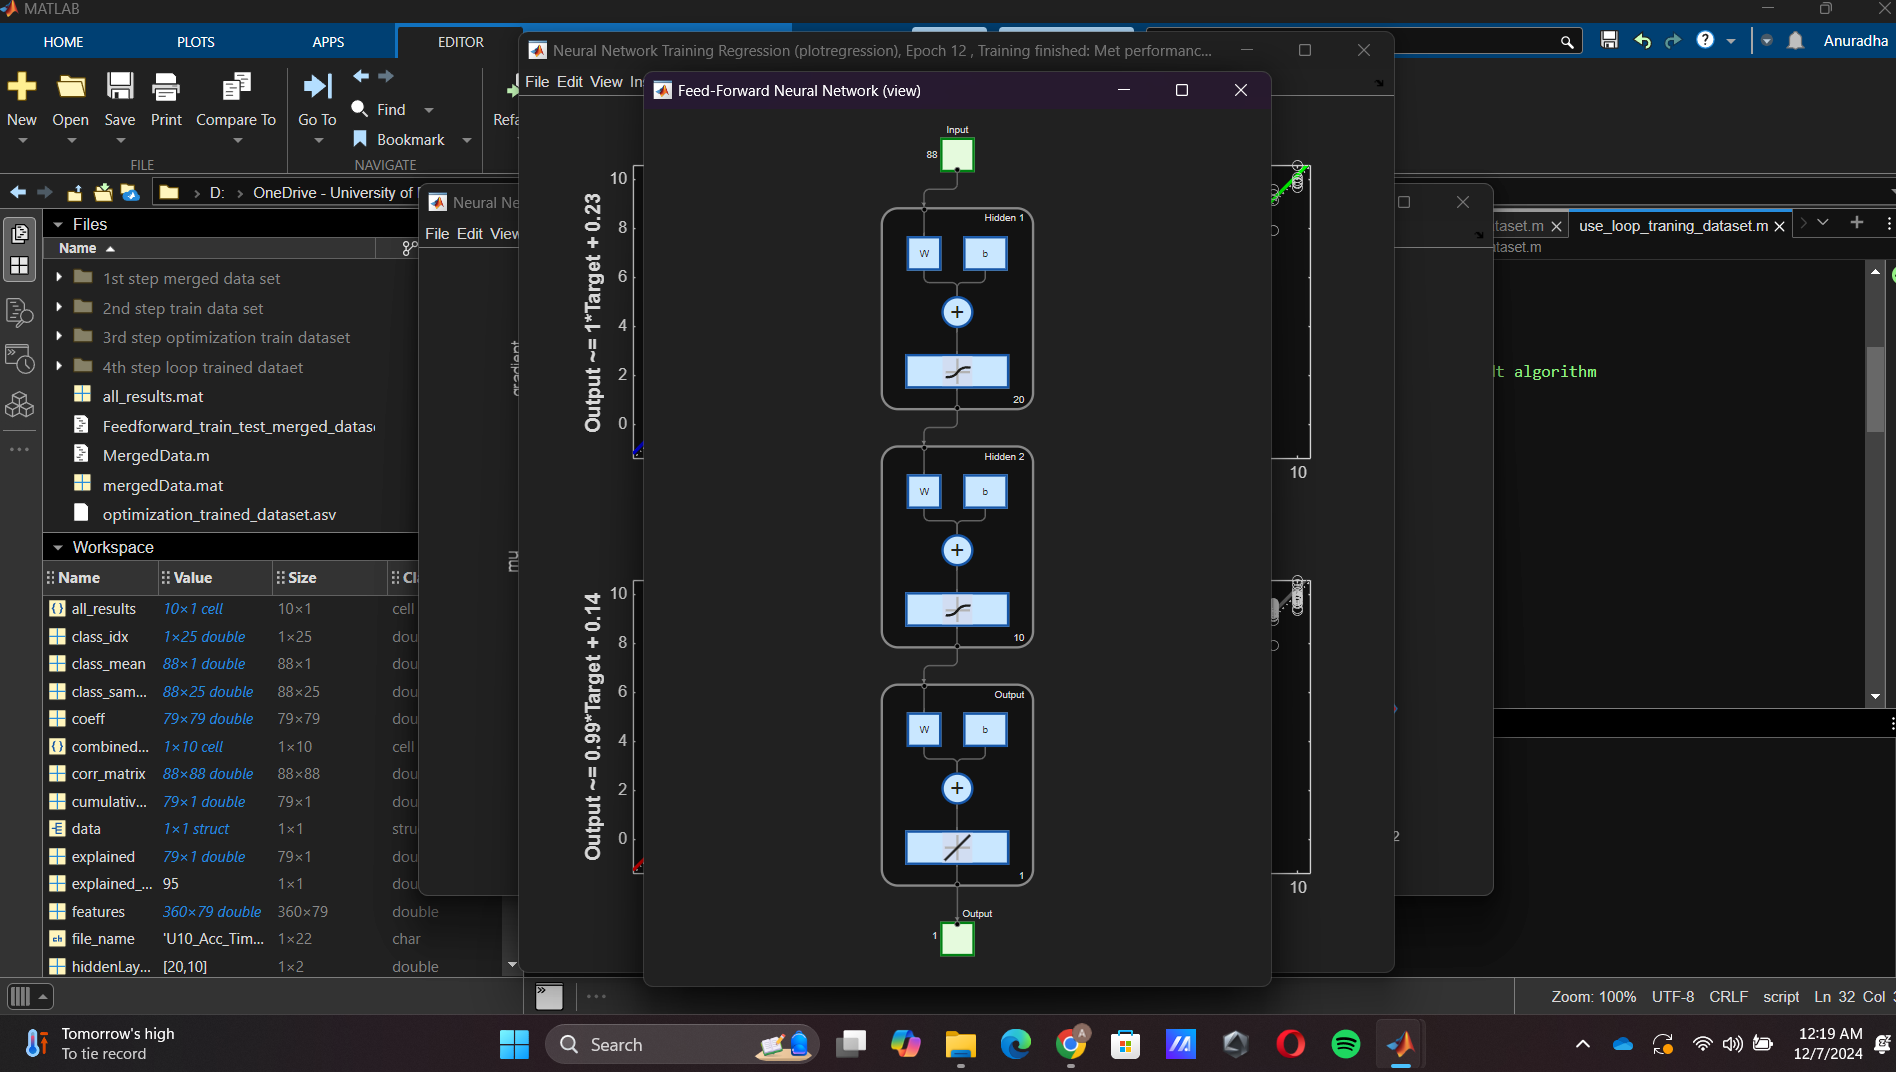 MATLAB
HOME PLOTS APPS EDITOR
Anuradha
New Open Save Print Compare To
Go To Find
Bookmark
Refa
FILE NAVIGATE
D: OneDrive - University of
Files
Name
1st step merged data set
2nd step train data set
3rd step optimization train dataset
4th step loop trained dataet
all_results.mat
Feedforward_train_test_merged_datas
MergedData.m
mergedData.mat
optimization_trained_dataset.asv
Workspace
Name Value Size Cl
all_results 10×1 cell 10×1 cell
class_idx 1×25 double 1×25 dou
class_mean 88×1 double 88×1 dou
class_sam... 88×25 double 88×25 dou
coeff 79×79 double 79×79 dou
combined... 1×10 cell 1×10 cell
corr_matrix 88×88 double 88×88 dou
cumulativ... 79×1 double 79×1 dou
data 1×1 struct 1×1 stru
explained 79×1 double 79×1 dou
explained_... 95 1×1 dou
features 360×79 double 360×79 double
file_name 'U10_Acc_Tim... 1×22 char
hiddenLay... [20,10] 1×2 double
Neural Ne
File Edit View
gradient
mu
2
Neural Network Training Regression (plotregression), Epoch 12 , Training finished: Met performanc...
File Edit View In
Output ~= 1*Target + 0.23
10
8
6
4
2
0
10
Output ~= 0.99*Target + 0.14
10
8
6
4
2
0
10
Feed-Forward Neural Network (view)
Input
88
Hidden 1
W b
+
20
Hidden 2
W b
+
10
Output
W b
+
1
Output
1
taset.m use_loop_traning_dataset.m
taset.m
lt algorithm
Zoom: 100% UTF-8 CRLF script Ln 32 Col
Tomorrow's high
To tie record
Search
A
12:19 AM
12/7/2024